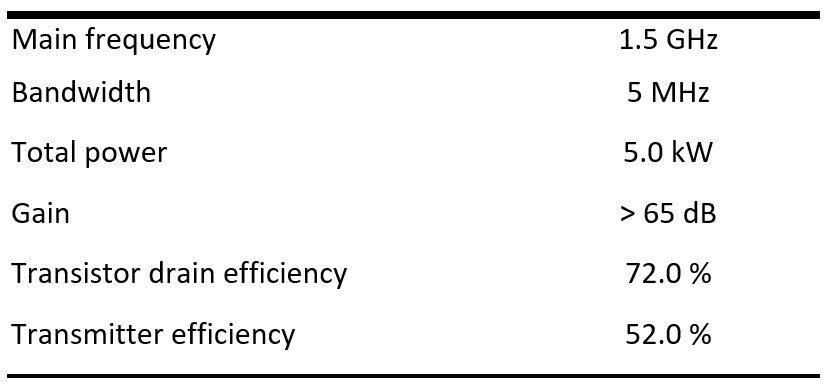 Main frequency 1.5 GHz
Bandwidth 5 MHz
Total power 5.0 kW
Gain > 65 dB
Transistor drain efficiency 72.0 %
Transmitter efficiency 52.0 %